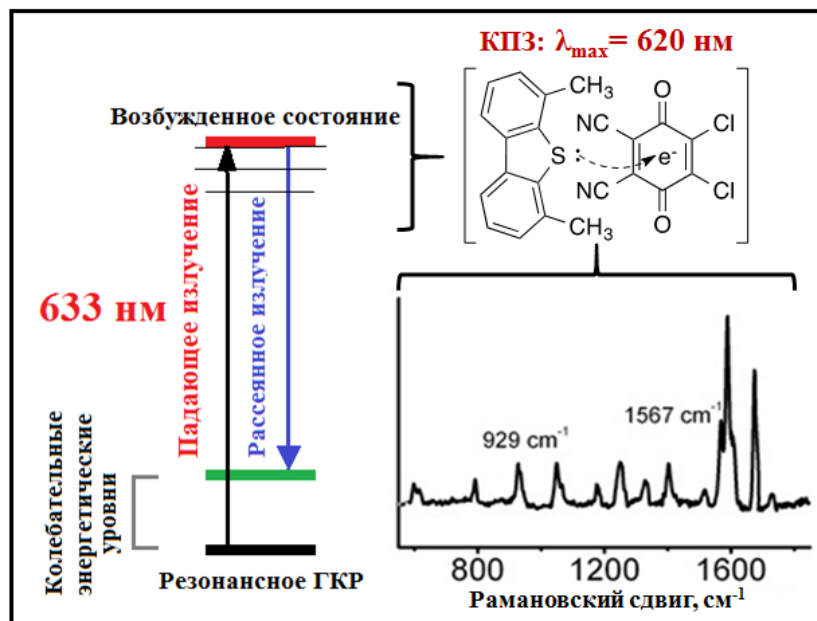 КПЗ: λmax= 620 нм
Возбужденное состояние
O
CH₃
NC
Cl
S
:
e⁻
NC
Cl
CH₃
O
633 нм
Падающее излучение
Рассеянное излучение
Колебательные
энергетические
уровни
Резонансное ГКР
929 cm⁻¹
1567 cm⁻¹
800
1200
1600
Рамановский сдвиг, см⁻¹